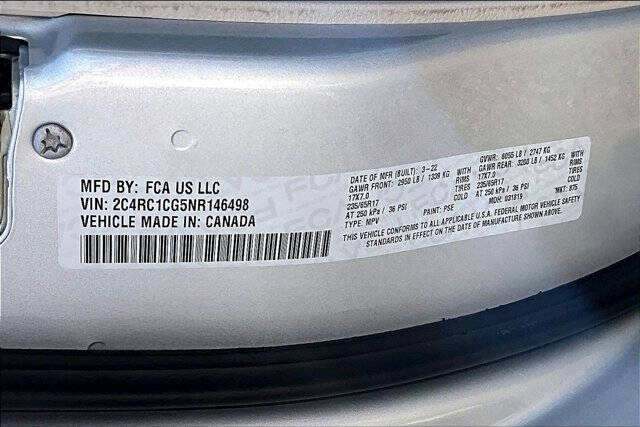 MFD BY: FCA US LLC
VIN: 2C4RC1CG5NR146498
VEHICLE MADE IN: CANADA
DATE OF MFR (BUILT): 3-22 GVWR: 6055 LB / 2747 KG
GAWR FRONT: 2950 LB / 1339 KG WITH GAWR REAR: 3200 LB / 1452 KG WITH
17X7.0 RIMS 17X7.0 RIMS
235/65R17 TIRES 235/65R17 TIRES
AT 250 kPa / 36 PSI COLD AT 250 kPa / 36 PSI COLD
TYPE: MPV PAINT: PSE MDH: 031819 MKT: 875
THIS VEHICLE CONFORMS TO ALL APPLICABLE U.S.A. FEDERAL MOTOR VEHICLE SAFETY
STANDARDS IN EFFECT ON THE DATE OF MANUFACTURE SHOWN ABOVE.